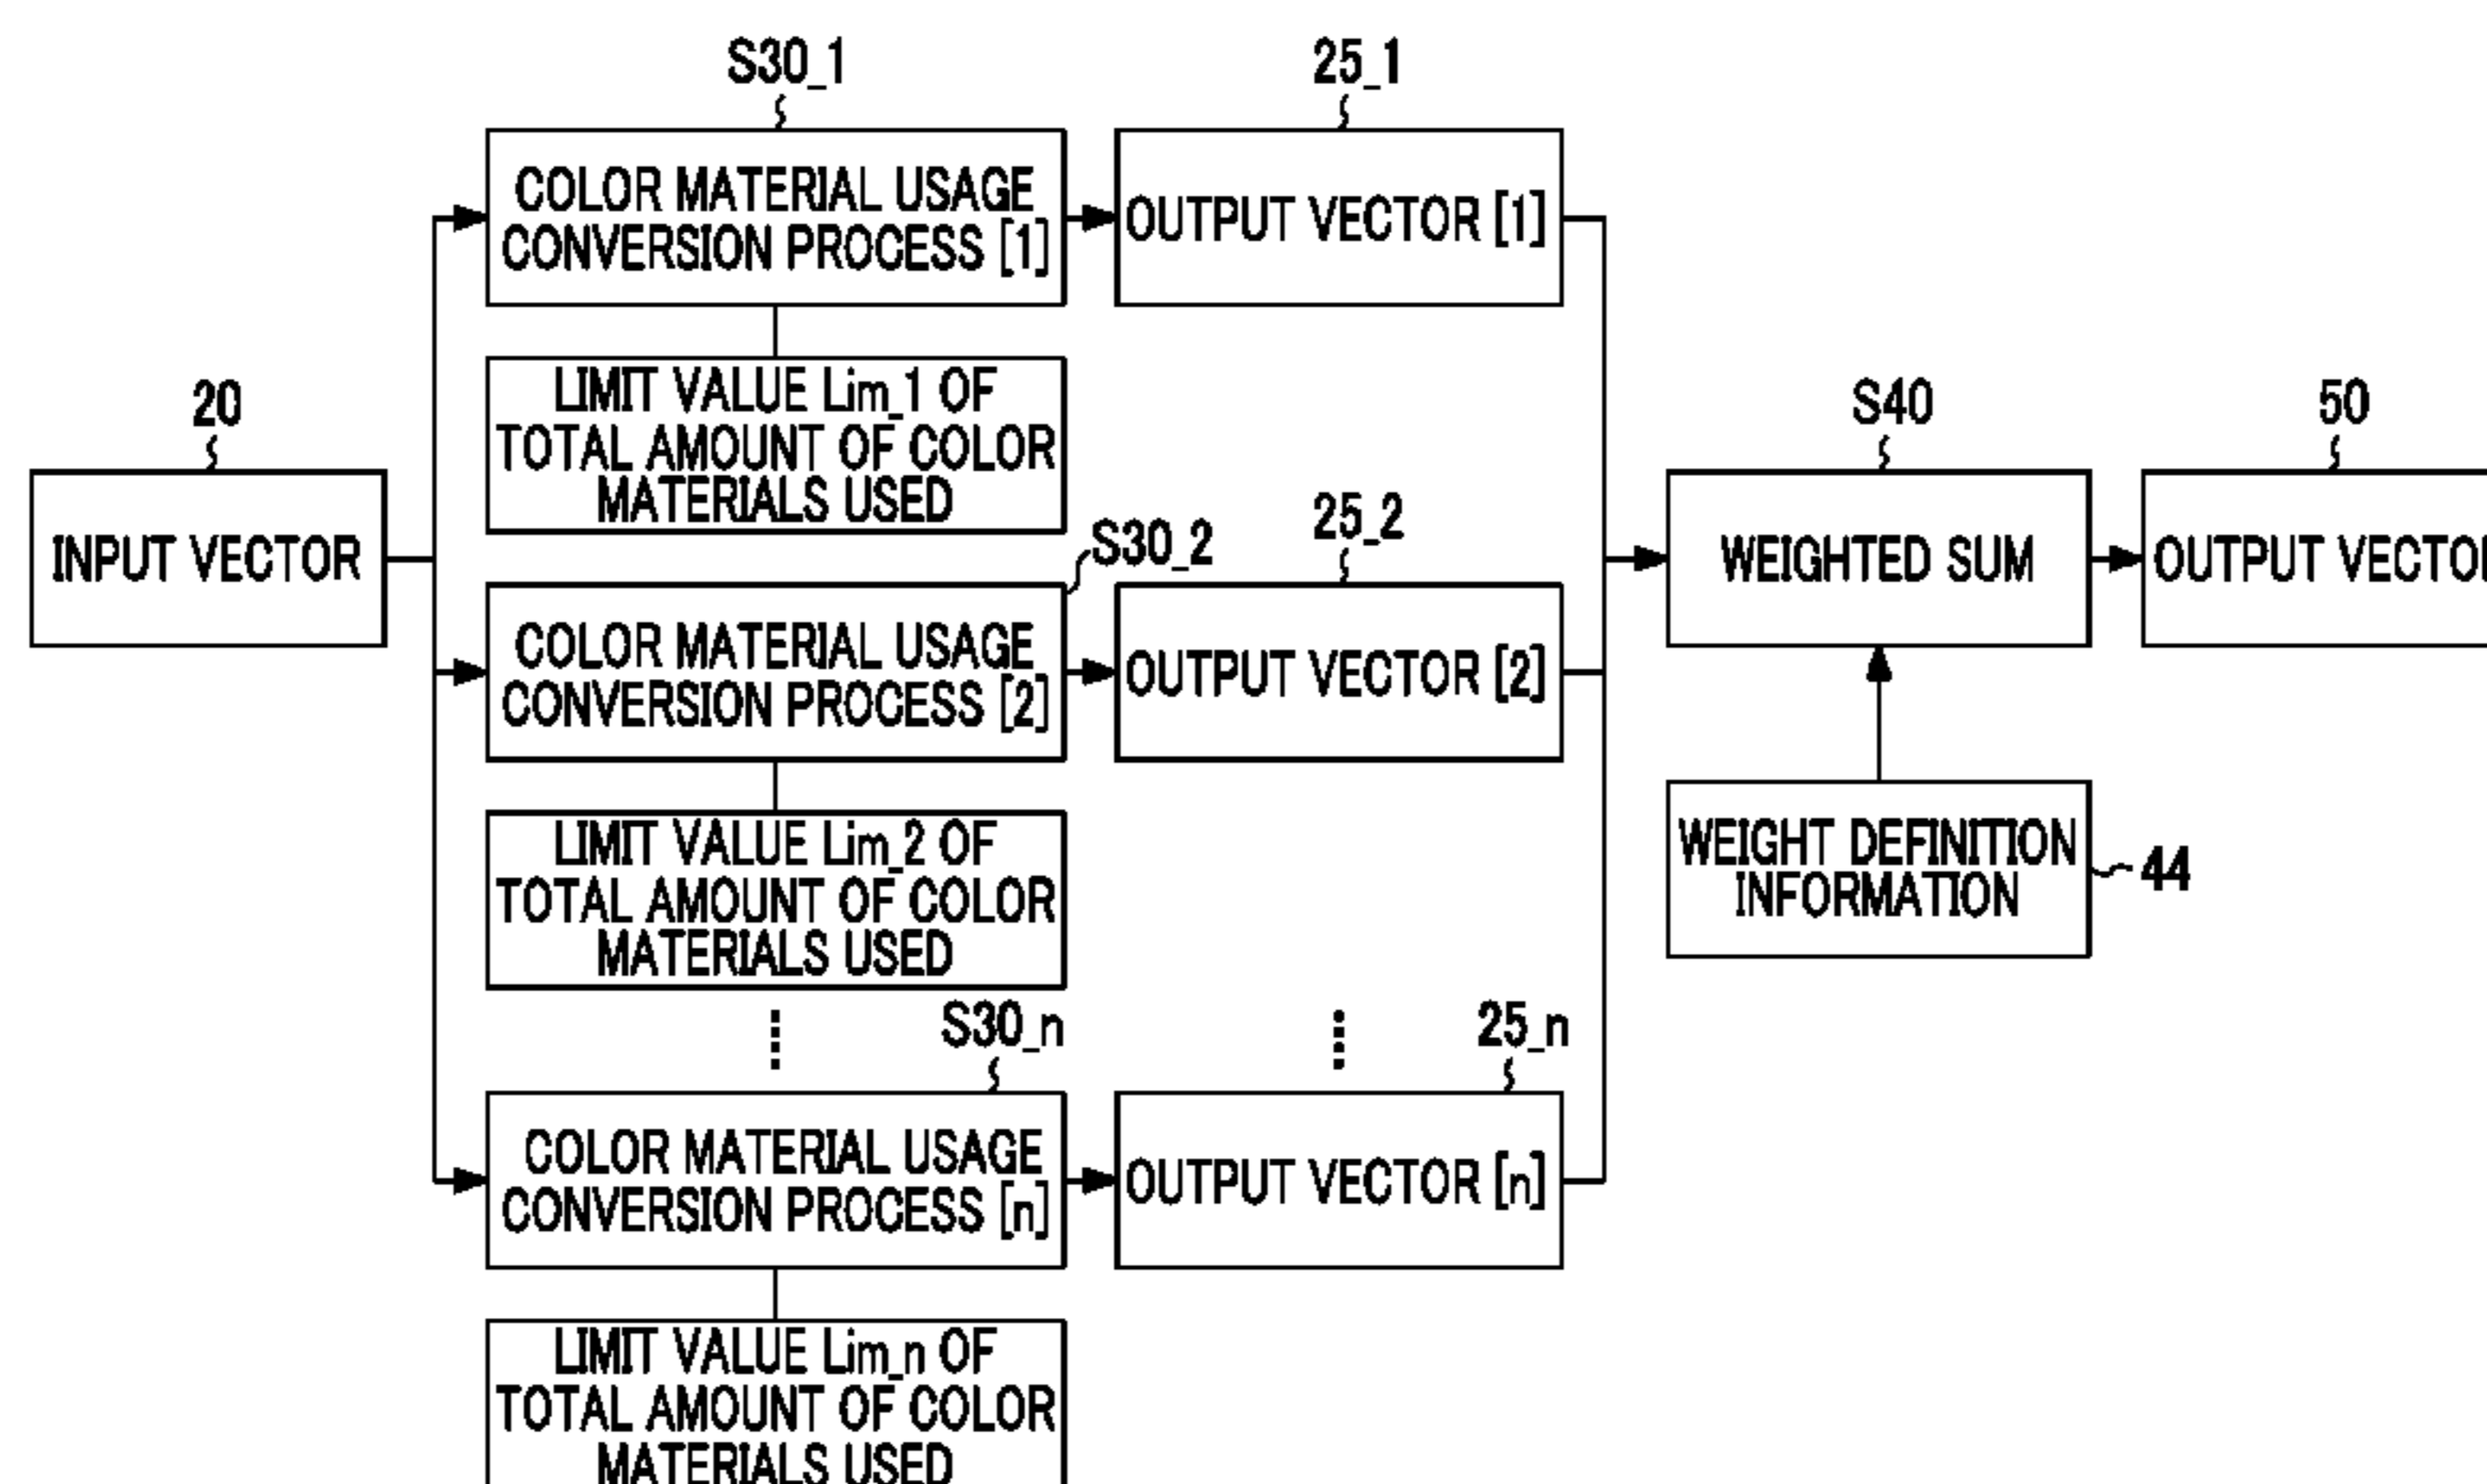 S30_1
25_1
COLOR MATERIAL USAGE
CONVERSION PROCESS [1]
OUTPUT VECTOR [1]
LIMIT VALUE Lim_1 OF
TOTAL AMOUNT OF COLOR
MATERIALS USED
20
INPUT VECTOR
S30_2
25_2
COLOR MATERIAL USAGE
CONVERSION PROCESS [2]
OUTPUT VECTOR [2]
LIMIT VALUE Lim_2 OF
TOTAL AMOUNT OF COLOR
MATERIALS USED
S30_n
25_n
COLOR MATERIAL USAGE
CONVERSION PROCESS [n]
OUTPUT VECTOR [n]
LIMIT VALUE Lim_n OF
TOTAL AMOUNT OF COLOR
MATERIALS USED
S40
WEIGHTED SUM
50
OUTPUT VECTOR
WEIGHT DEFINITION
INFORMATION
44